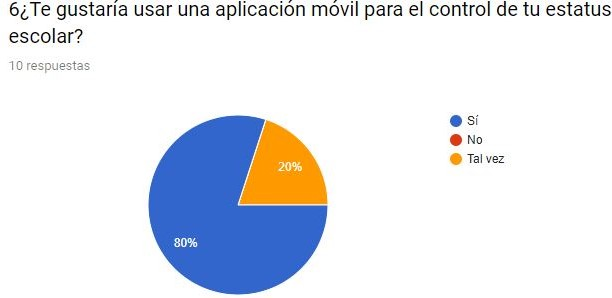 6¿Te gustaría usar una aplicación móvil para el control de tu estatus
escolar?
10 respuestas
Sí
No
Tal vez
20%
80%